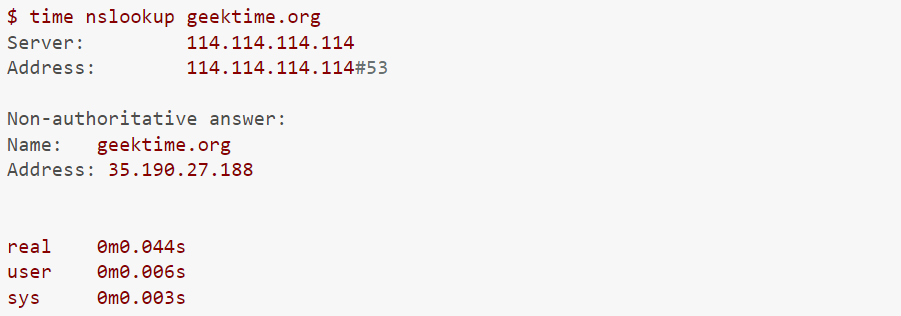 $ time nslookup geektime.org
Server:         114.114.114.114
Address:        114.114.114.114#53
Non-authoritative answer:
Name:   geektime.org
Address: 35.190.27.188
real    0m0.044s
user    0m0.006s
sys     0m0.003s